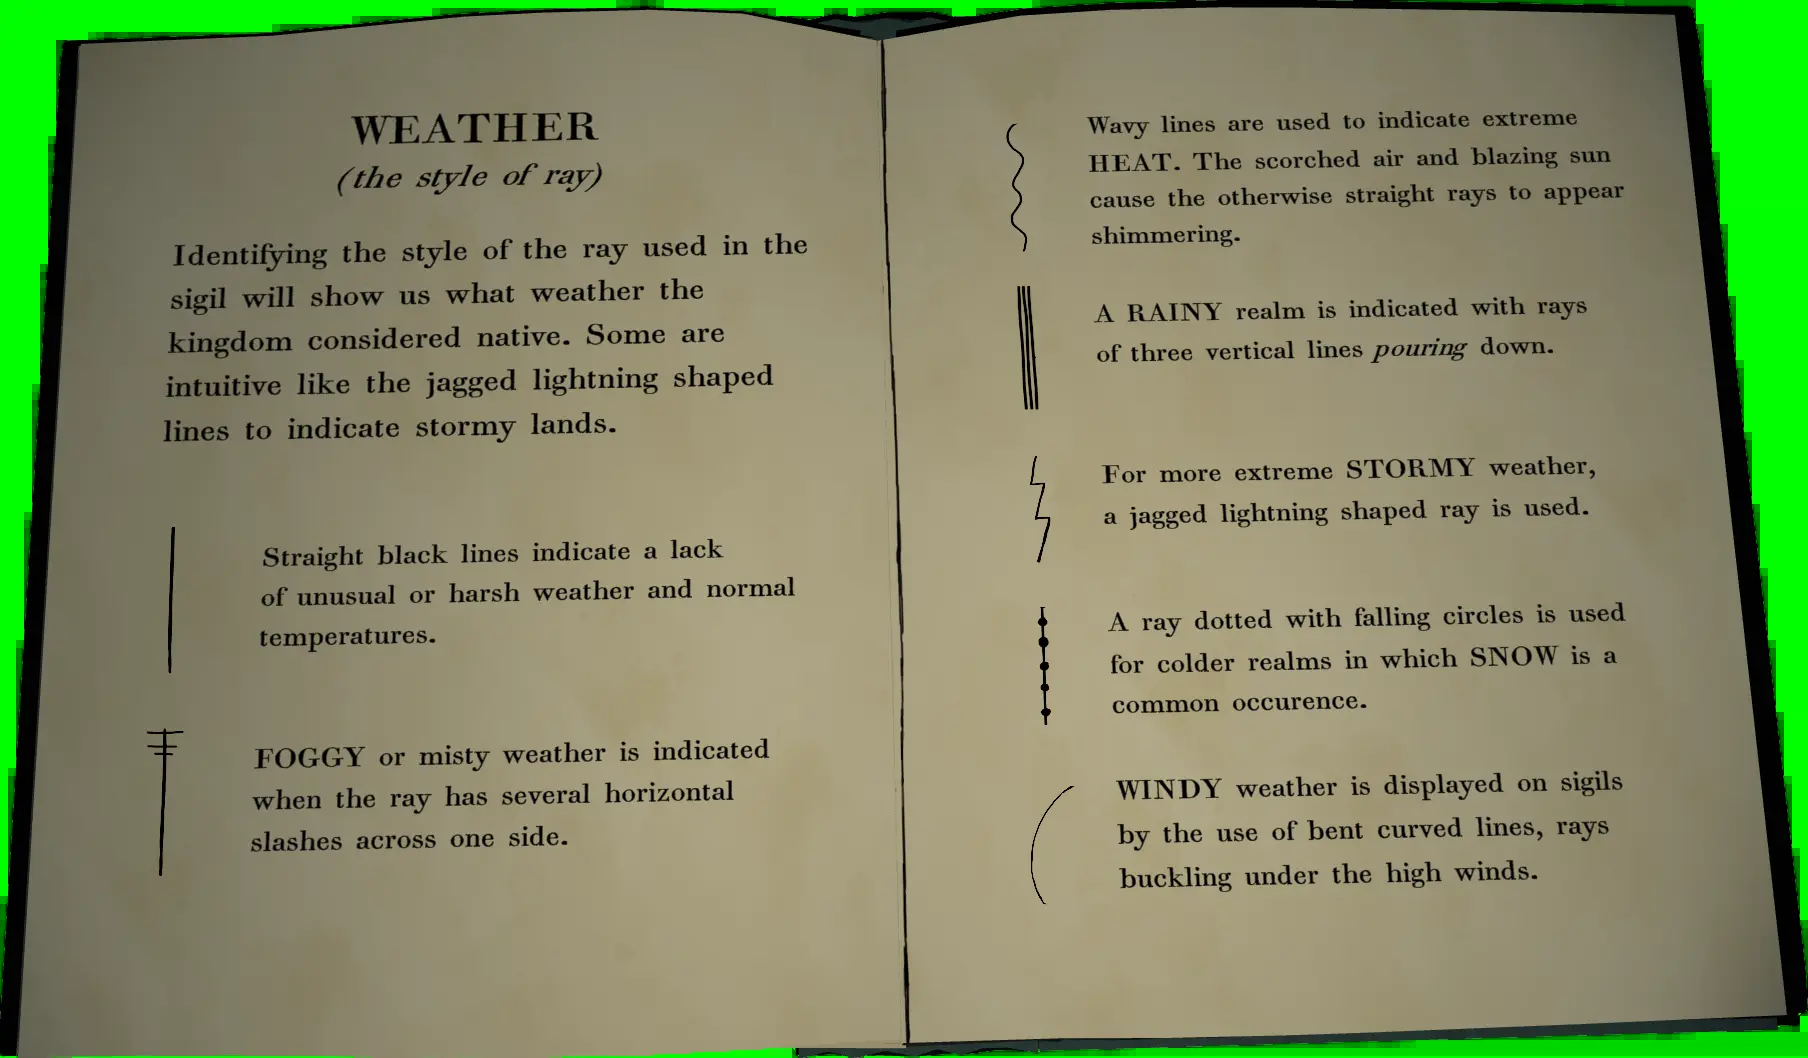 WEATHER
(the style of ray)
Identifying the style of the ray used in the
sigil will show us what weather the
kingdom considered native. Some are
intuitive like the jagged lightning shaped
lines to indicate stormy lands.
Straight black lines indicate a lack
of unusual or harsh weather and normal
temperatures.
FOGGY or misty weather is indicated
when the ray has several horizontal
slashes across one side.
Wavy lines are used to indicate extreme
HEAT. The scorched air and blazing sun
cause the otherwise straight rays to appear
shimmering.
A RAINY realm is indicated with rays
of three vertical lines pouring down.
For more extreme STORMY weather,
a jagged lightning shaped ray is used.
A ray dotted with falling circles is used
for colder realms in which SNOW is a
common occurence.
WINDY weather is displayed on sigils
by the use of bent curved lines, rays
buckling under the high winds.